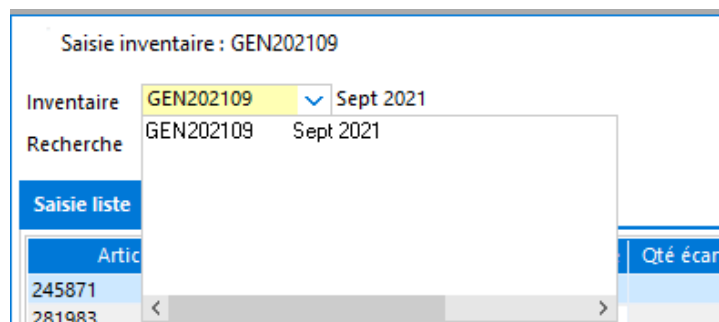 Saisie inventaire : GEN202109
Inventaire GEN202109 Sept 2021
GEN202109 Sept 2021
Recherche
Saisie liste
Artic Qté écar
245871
281983